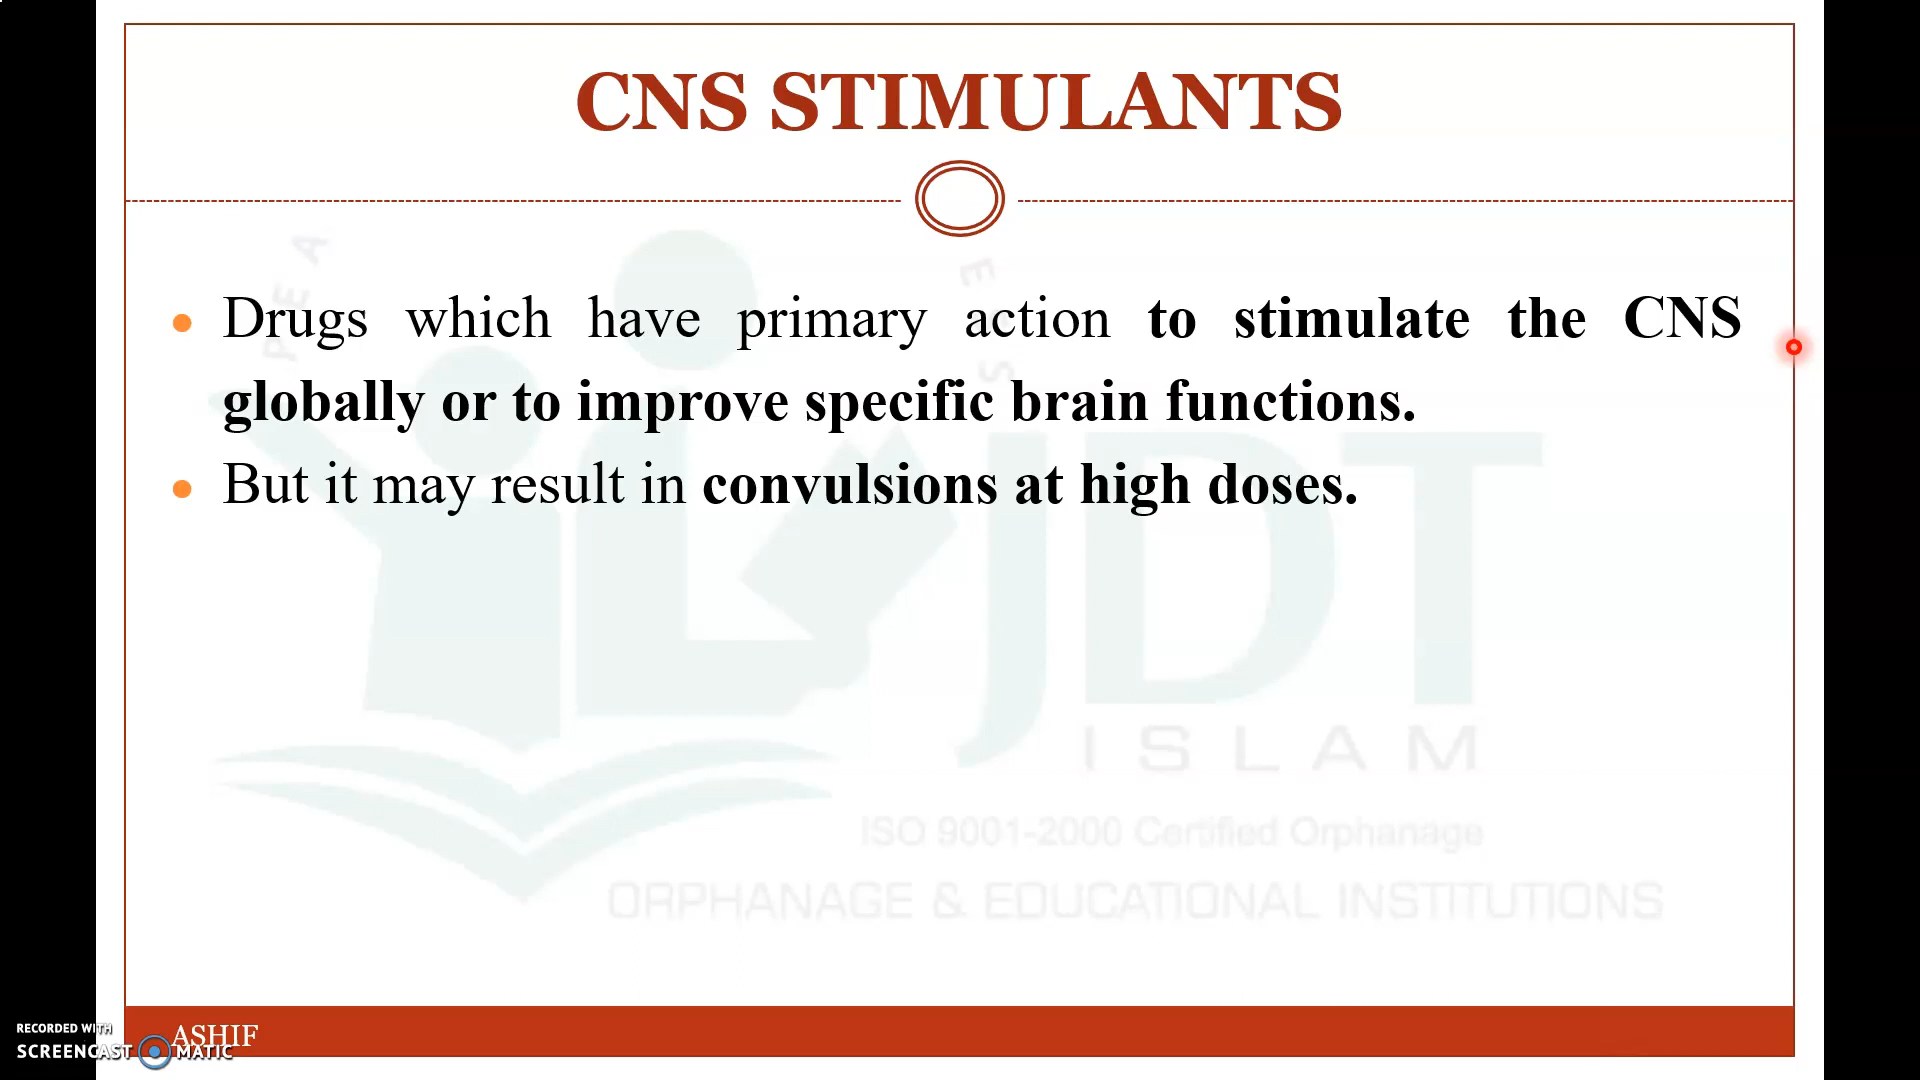 CNS STIMULANTS
Drugs which have primary action to stimulate the CNS
globally or to improve specific brain functions.
But it may result in convulsions at high doses.
JDT
ISLAM
ISO 9001-2000 Certified Orphanage
ORPHANAGE & EDUCATIONAL INSTITUTIONS
ASHIF
RECORDED WITH
SCREENCAST MATIC